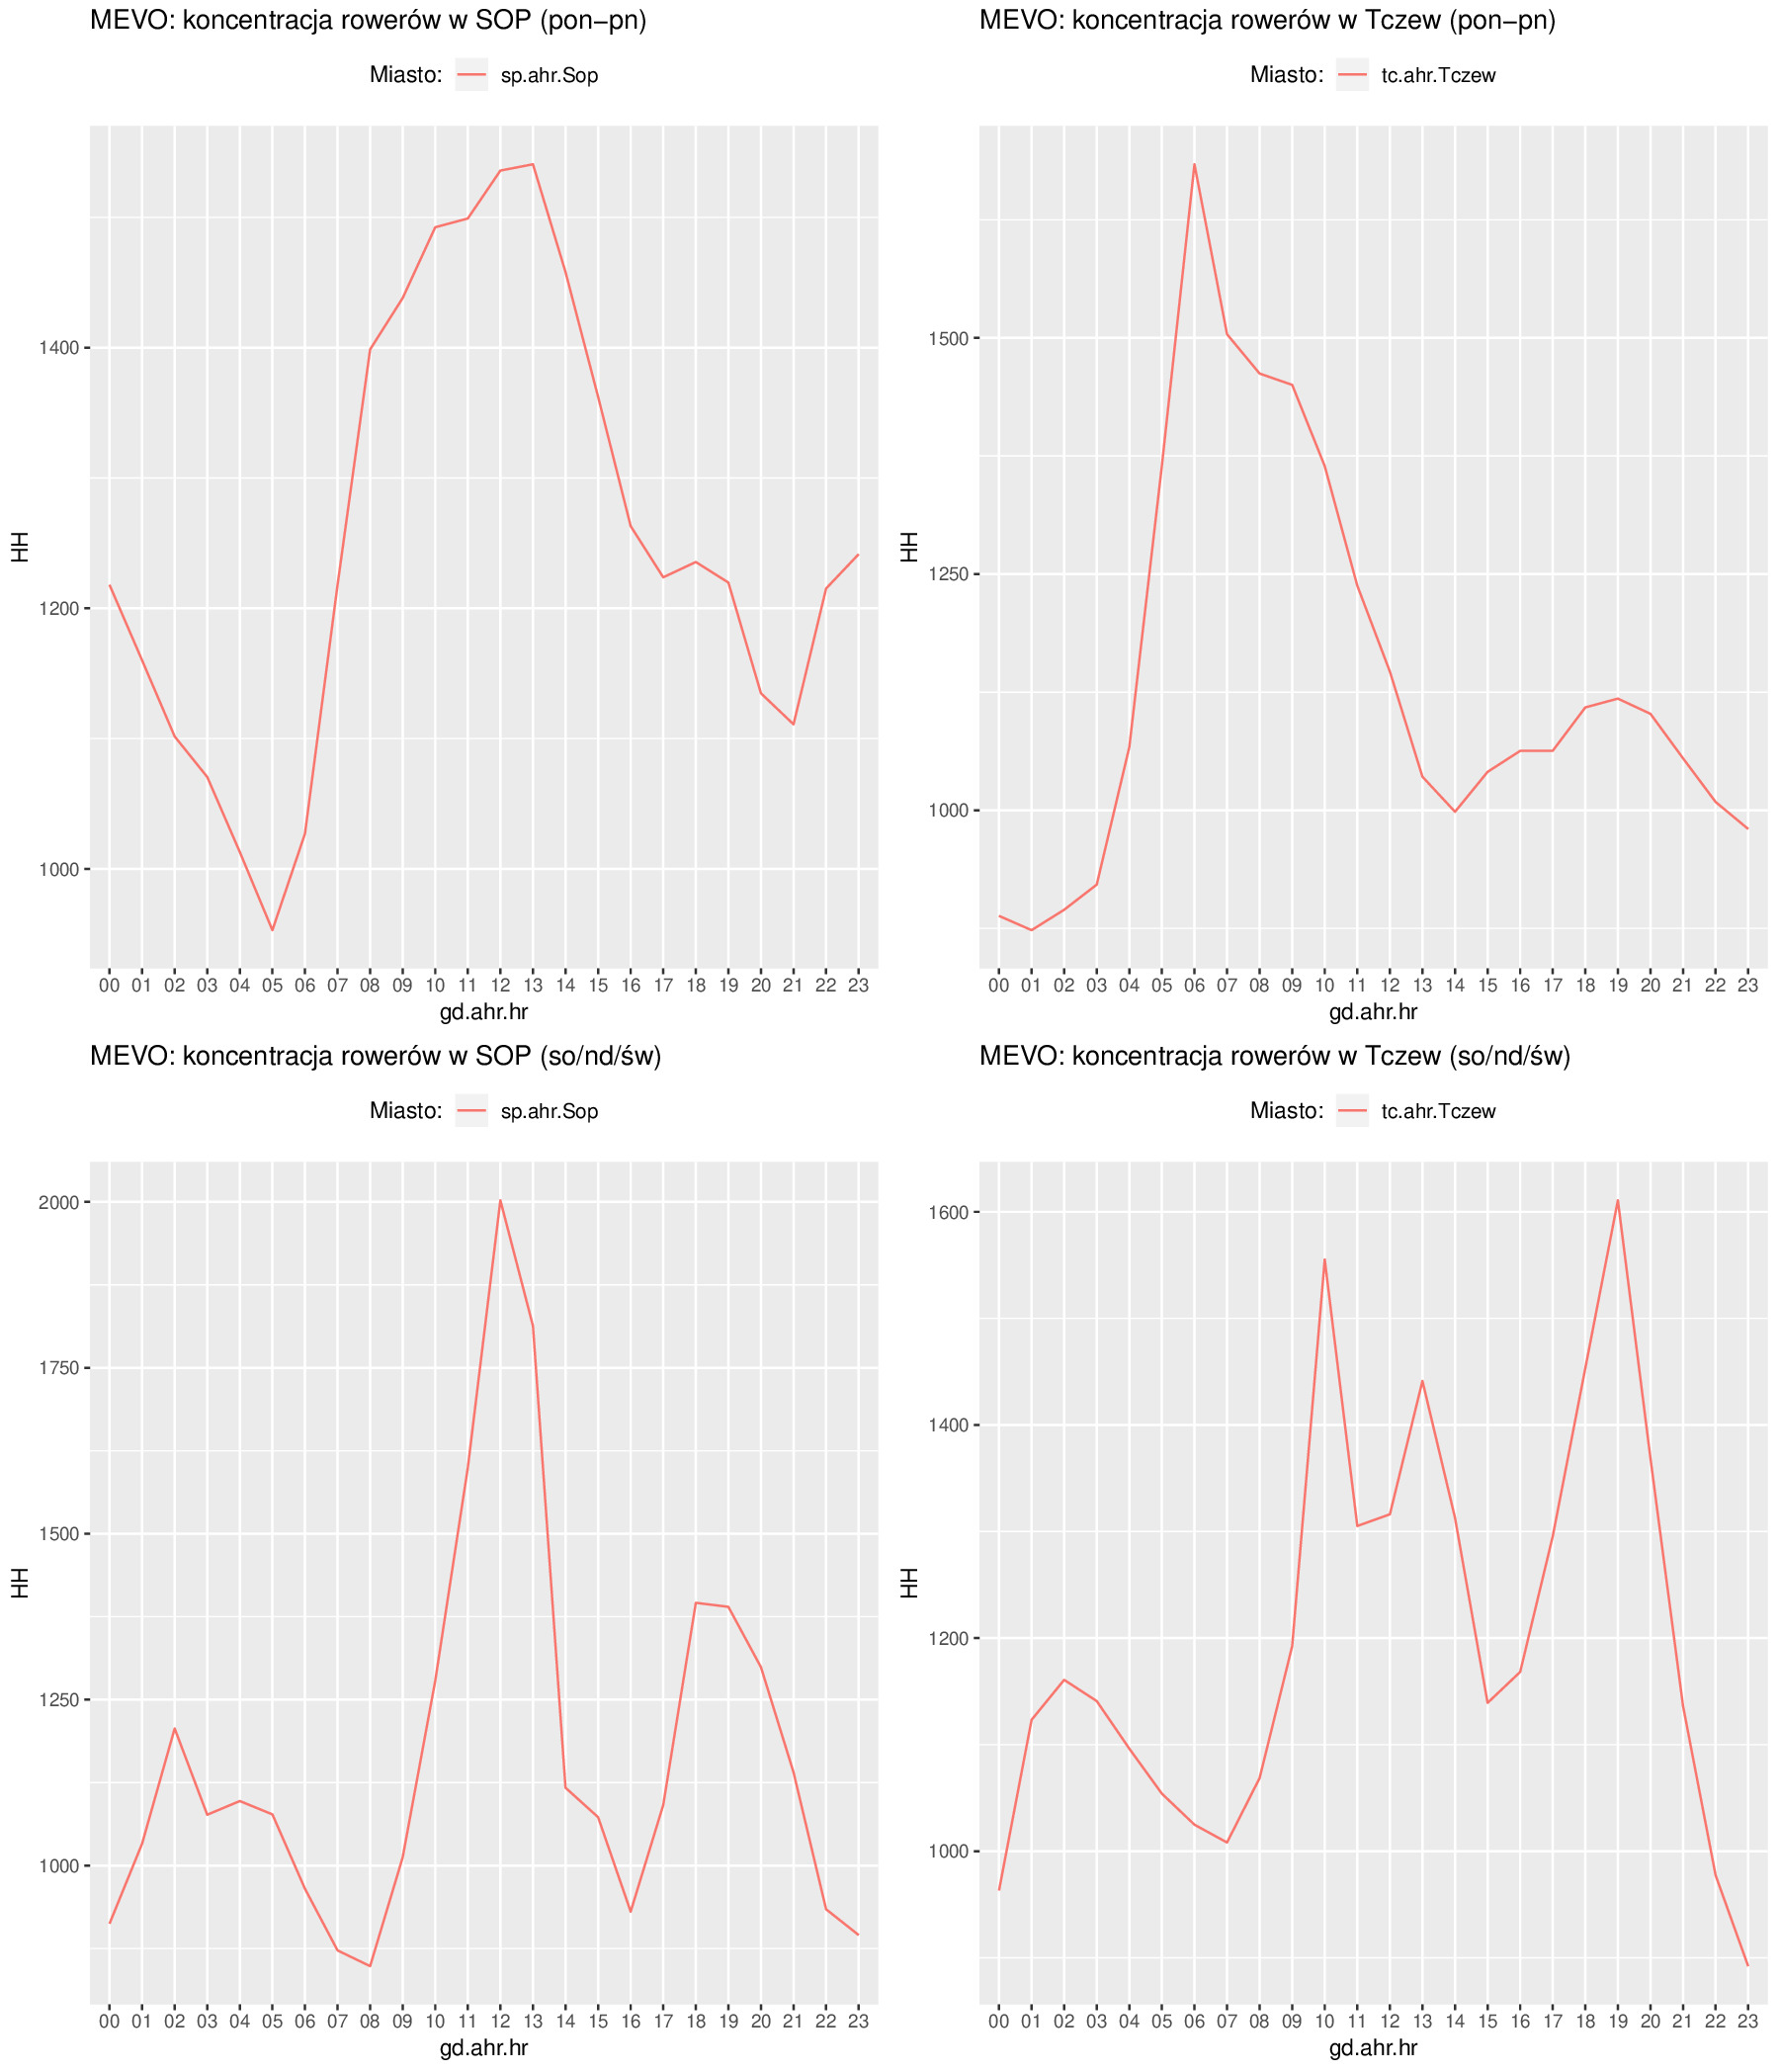 MEVO: koncentracja rowerów w SOP (pon−pn)
Miasto: sp.ahr.Sop
HH
1400
1200
1000
00 01 02 03 04 05 06 07 08 09 10 11 12 13 14 15 16 17 18 19 20 21 22 23
gd.ahr.hr
MEVO: koncentracja rowerów w Tczew (pon−pn)
Miasto: tc.ahr.Tczew
HH
1500
1250
1000
00 01 02 03 04 05 06 07 08 09 10 11 12 13 14 15 16 17 18 19 20 21 22 23
gd.ahr.hr
MEVO: koncentracja rowerów w SOP (so/nd/św)
Miasto: sp.ahr.Sop
HH
2000
1750
1500
1250
1000
00 01 02 03 04 05 06 07 08 09 10 11 12 13 14 15 16 17 18 19 20 21 22 23
gd.ahr.hr
MEVO: koncentracja rowerów w Tczew (so/nd/św)
Miasto: tc.ahr.Tczew
HH
1600
1400
1200
1000
00 01 02 03 04 05 06 07 08 09 10 11 12 13 14 15 16 17 18 19 20 21 22 23
gd.ahr.hr